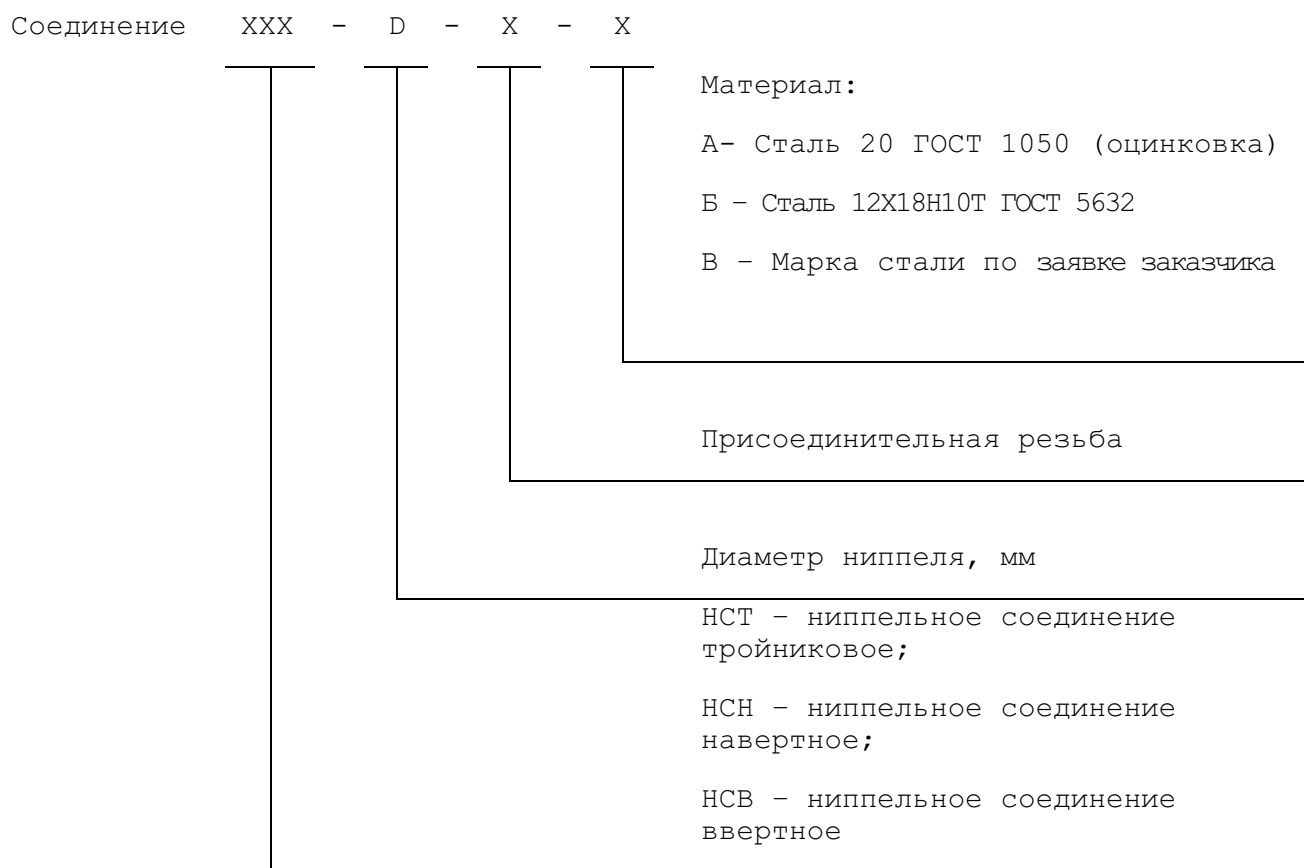 Соединение XXX - D - X - X
Материал:
А- Сталь 20 ГОСТ 1050 (оцинковка)
Б – Сталь 12Х18Н10Т ГОСТ 5632
В – Марка стали по заявке заказчика
Присоединительная резьба
Диаметр ниппеля, мм
НСТ – ниппельное соединение
тройниковое;
НСН – ниппельное соединение
навертное;
НСВ – ниппельное соединение
ввертное